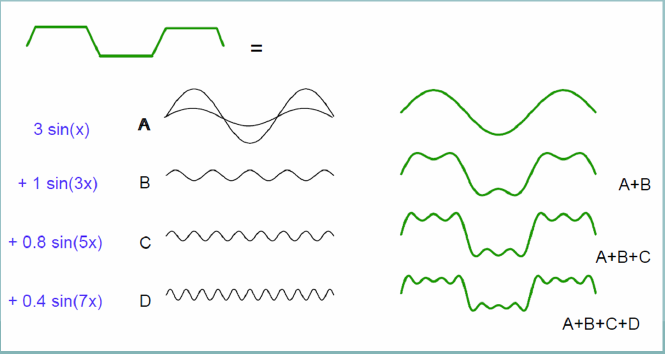 =
3 sin(x) A
+ 1 sin(3x) B A+B
+ 0.8 sin(5x) C A+B+C
+ 0.4 sin(7x) D A+B+C+D